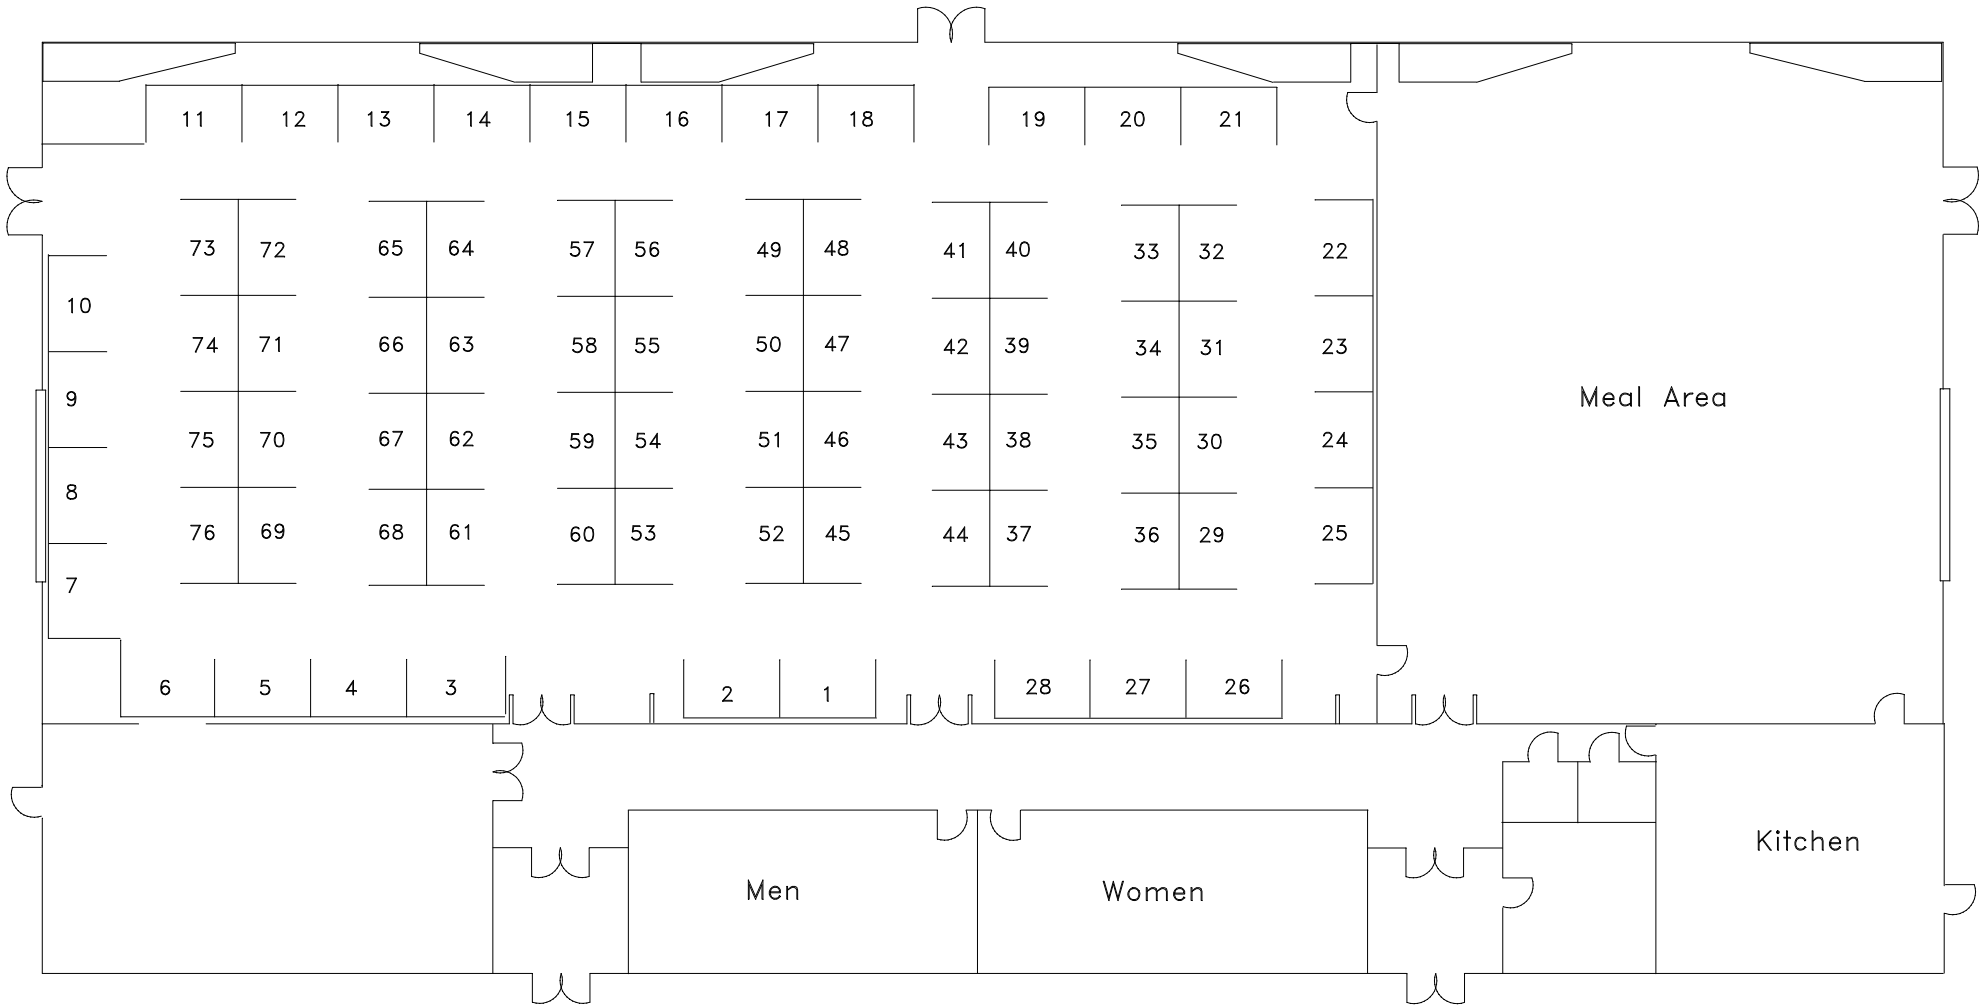 11 12 13 14 15 16 17 18 19 20 21
73 72 65 64 57 56 49 48 41 40 33 32 22
10
74 71 66 63 58 55 50 47 42 39 34 31 23
9 Meal Area
75 70 67 62 59 54 51 46 43 38 35 30 24
8
76 69 68 61 60 53 52 45 44 37 36 29 25
7
6 5 4 3 2 1 28 27 26
Kitchen
Men Women